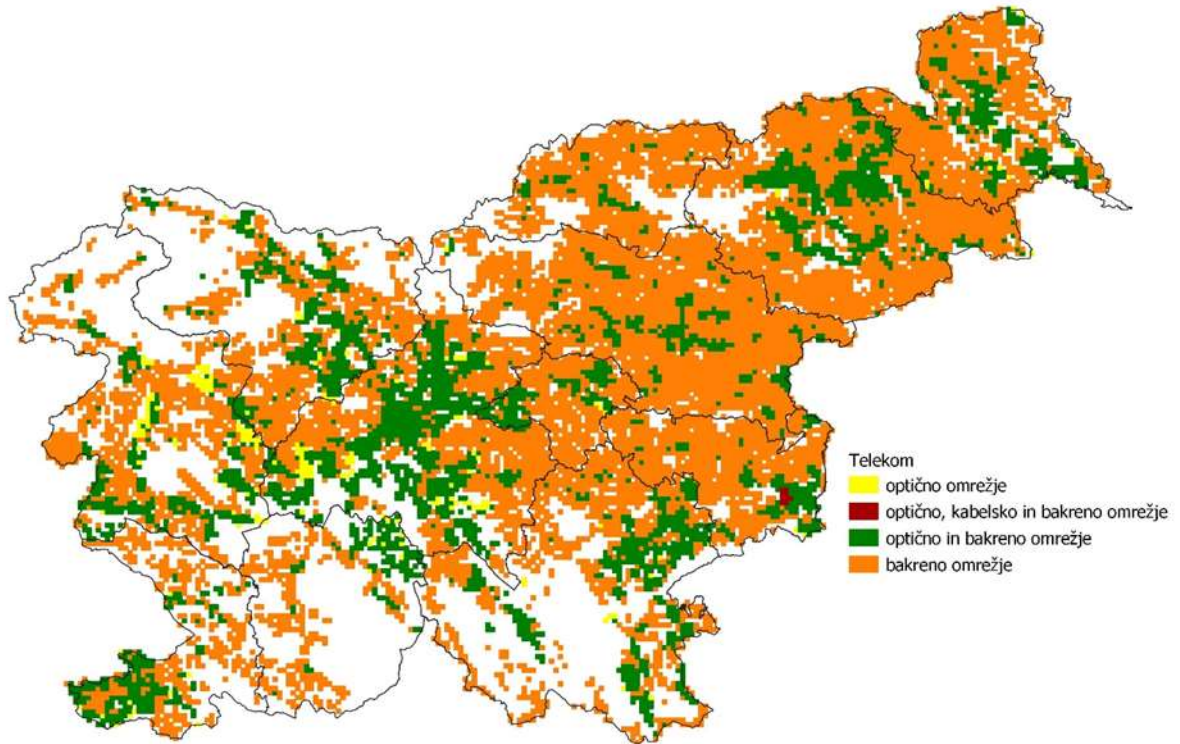 Telekom
optično omrežje
optično, kabelsko in bakreno omrežje
optično in bakreno omrežje
bakreno omrežje